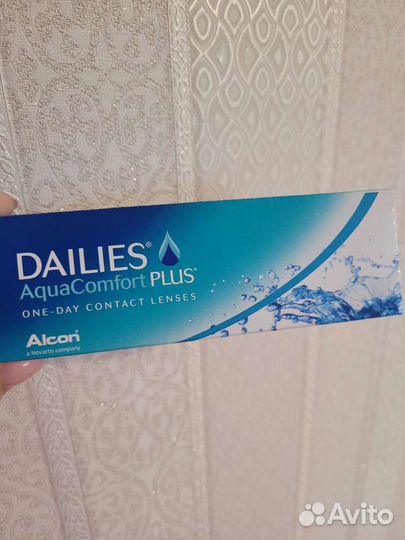 DAILIES®
AquaComfort PLUS®
ONE-DAY CONTACT LENSES
Alcon®
a Novartis company
Avito